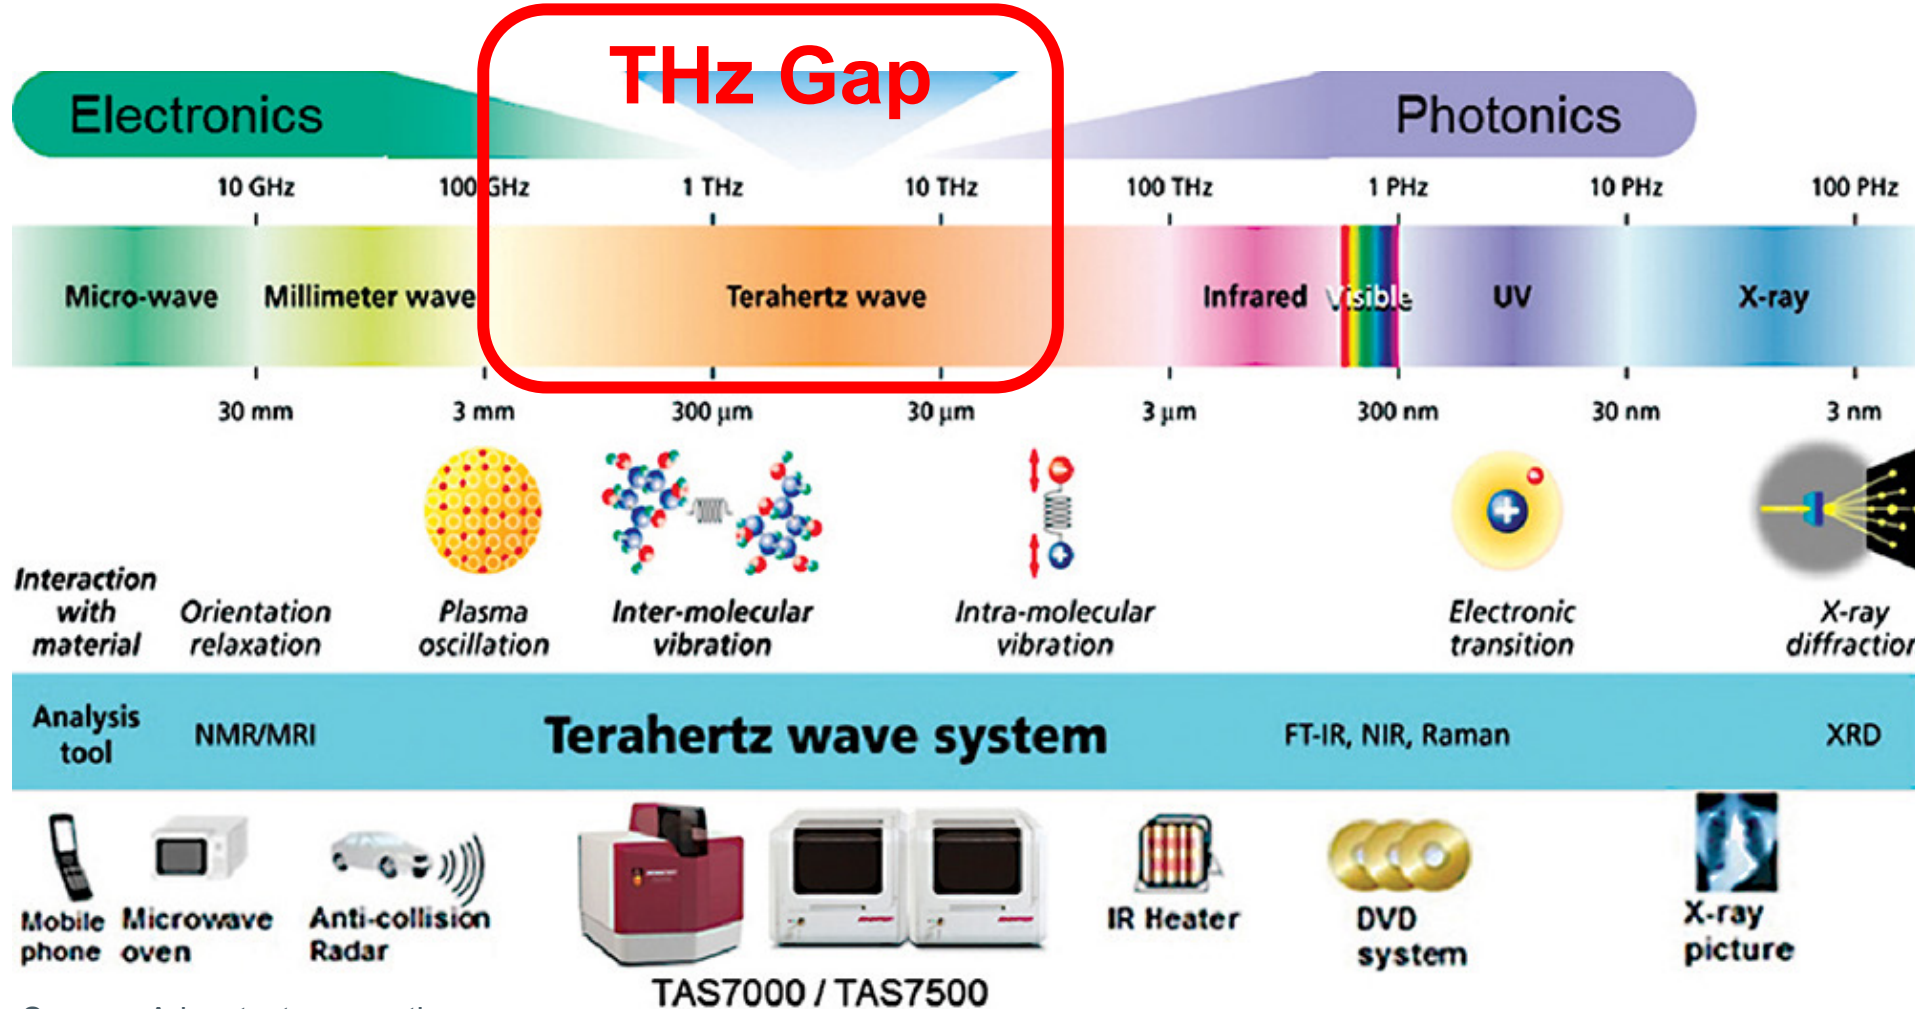 THz Gap
Electronics
Photonics
10 GHz
100 GHz
1 THz
10 THz
100 THz
1 PHz
10 PHz
100 PHz
Micro-wave
Millimeter wave
Terahertz wave
Infrared
Visible
UV
X-ray
30 mm
3 mm
300 µm
30 µm
3 µm
300 nm
30 nm
3 nm
Interaction
with
material
Orientation
relaxation
Plasma
oscillation
Inter-molecular
vibration
Intra-molecular
vibration
Electronic
transition
X-ray
diffraction
Analysis
tool
NMR/MRI
Terahertz wave system
FT-IR, NIR, Raman
XRD
Mobile
phone
Microwave
oven
Anti-collision
Radar
IR Heater
DVD
system
X-ray
picture
TAS7000 / TAS7500